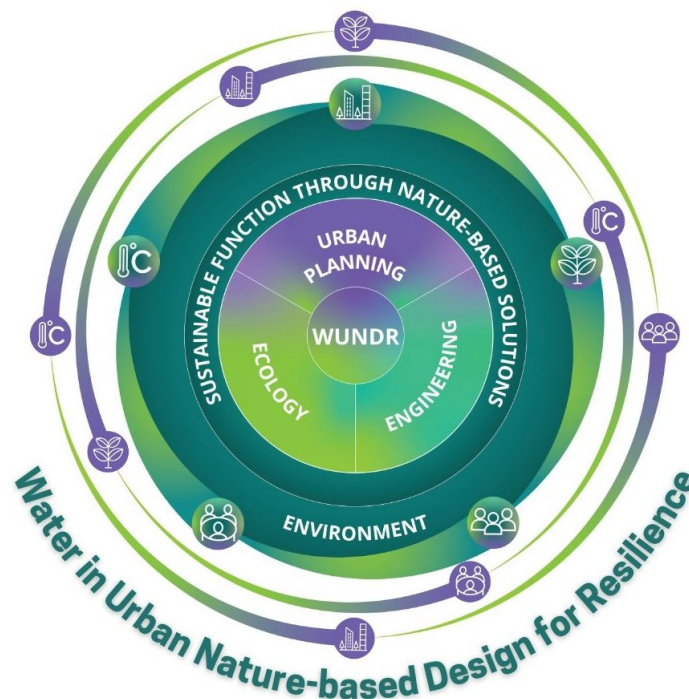 SUSTAINABLE FUNCTION THROUGH NATURE-BASED SOLUTIONS
URBAN
PLANNING
WUNDR
ECOLOGY
ENGINEERING
ENVIRONMENT
°C
°C
°C
Water in Urban Nature-based Design for Resilience